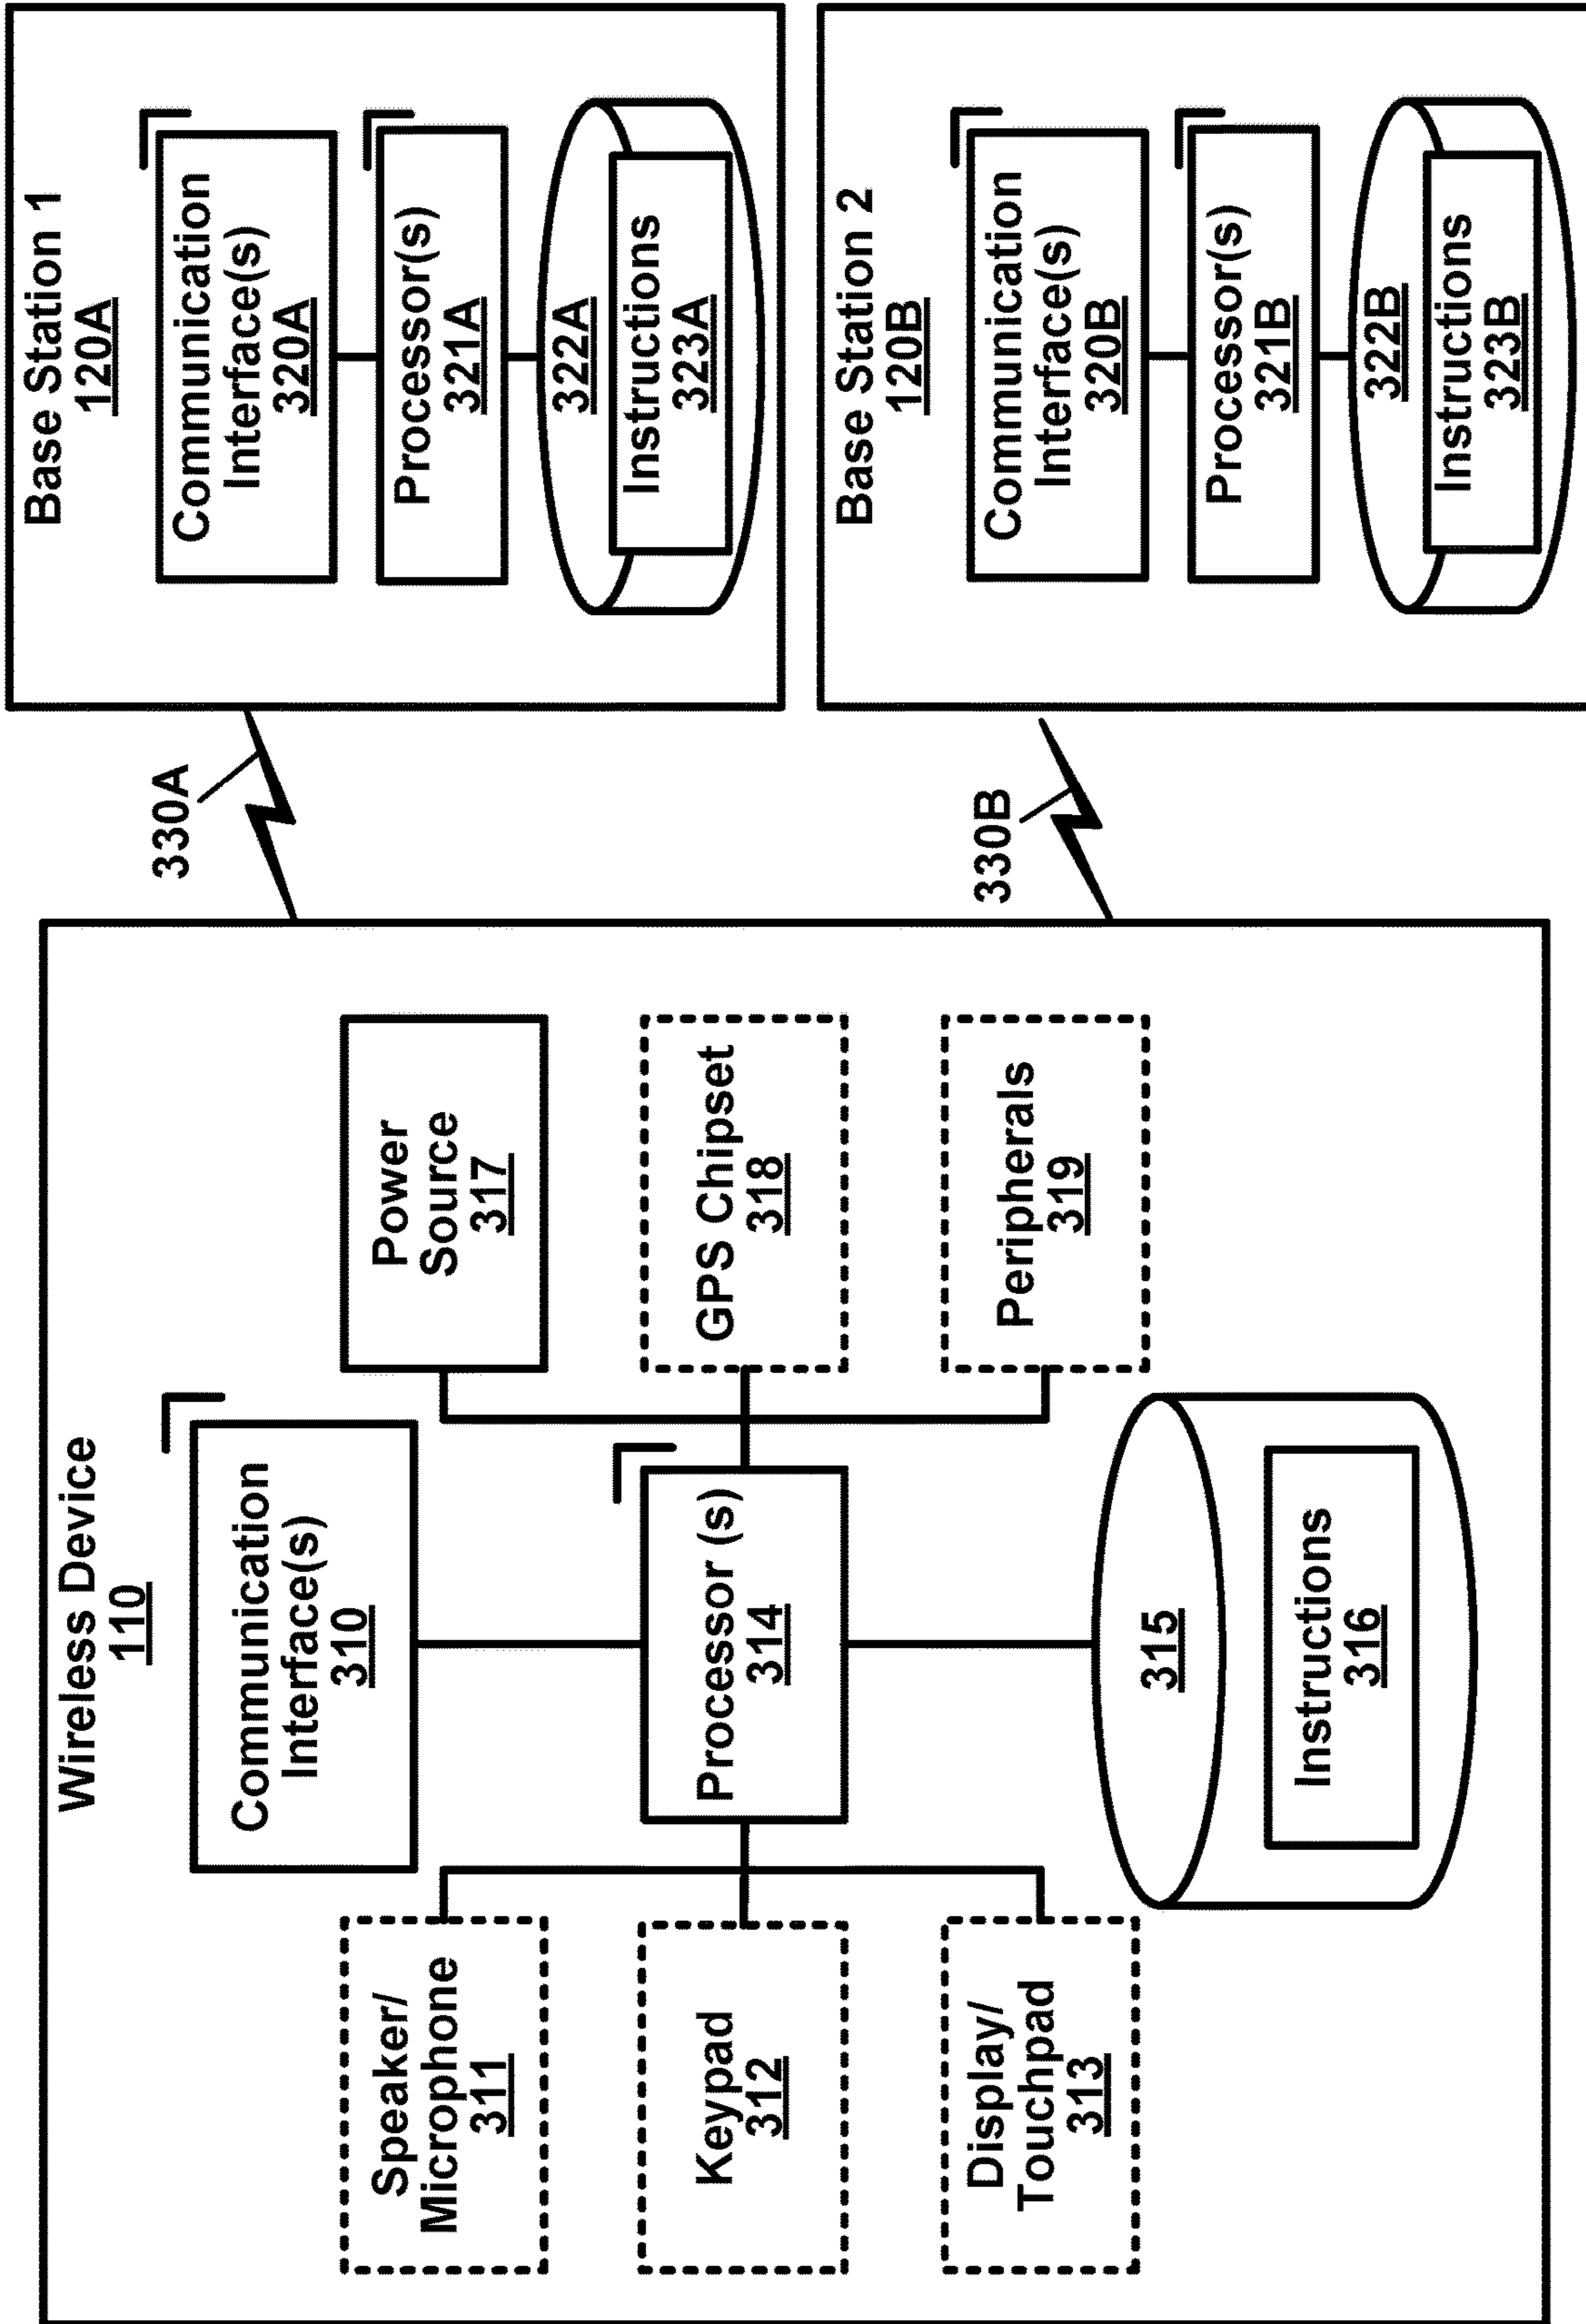 Wireless Device
110
Communication
Interface(s)
310
Speaker/
Microphone
311
Power
Source
317
Keypad
312
Processor (s)
314
GPS Chipset
318
Display/
Touchpad
313
Peripherals
319
315
Instructions
316
330A
330B
Base Station 1
120A
Communication
Interface(s)
320A
Processor(s)
321A
322A
Instructions
323A
Base Station 2
120B
Communication
Interface(s)
320B
Processor(s)
321B
322B
Instructions
323B